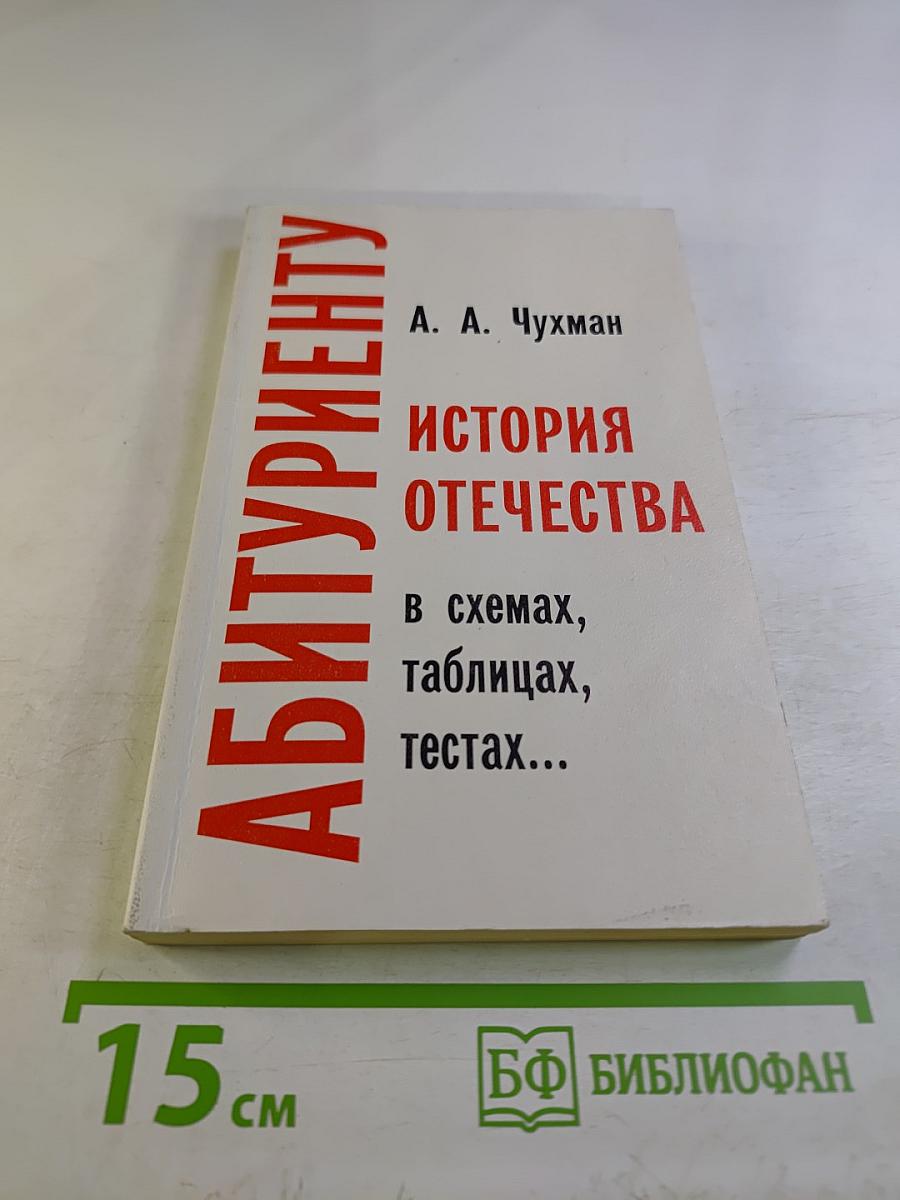 АБИТУРИЕНТУ
А. А. Чухман
ИСТОРИЯ
ОТЕЧЕСТВА
в схемах,
таблицах,
тестах...
15 см
БФ БИБЛИОФАН